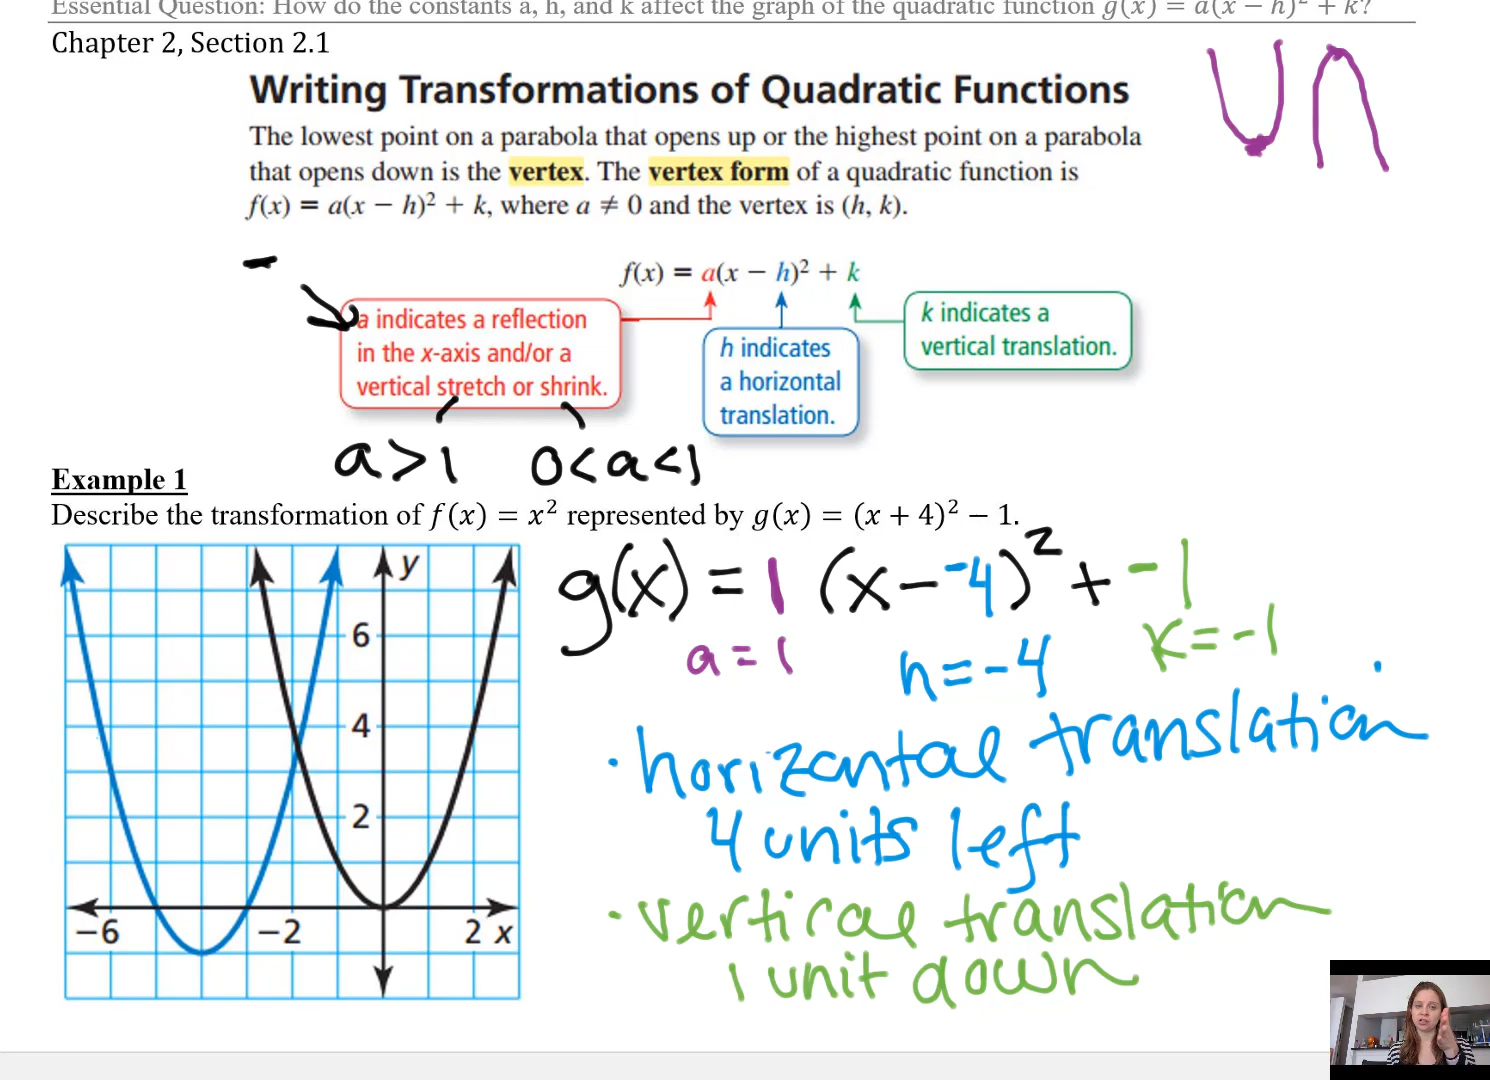 Essential Question: How do the constants a, h, and k affect the graph of the quadratic function g(x) = a(x − h)² + k?
Chapter 2, Section 2.1
Writing Transformations of Quadratic Functions
The lowest point on a parabola that opens up or the highest point on a parabola
that opens down is the vertex. The vertex form of a quadratic function is
f(x) = a(x − h)² + k, where a ≠ 0 and the vertex is (h, k).
f(x) = a(x − h)² + k
a indicates a reflection
in the x-axis and/or a
vertical stretch or shrink.
h indicates
a horizontal
translation.
k indicates a
vertical translation.
a>1
0<a<1
Example 1
Describe the transformation of f(x) = x² represented by g(x) = (x + 4)² − 1.
y
6
4
2
−6
−2
2 x
g(x) = 1 (x − -4)² + -1
a = 1
h = -4
k = -1
· horizontal translation
4 units left
· vertical translation
1 unit down